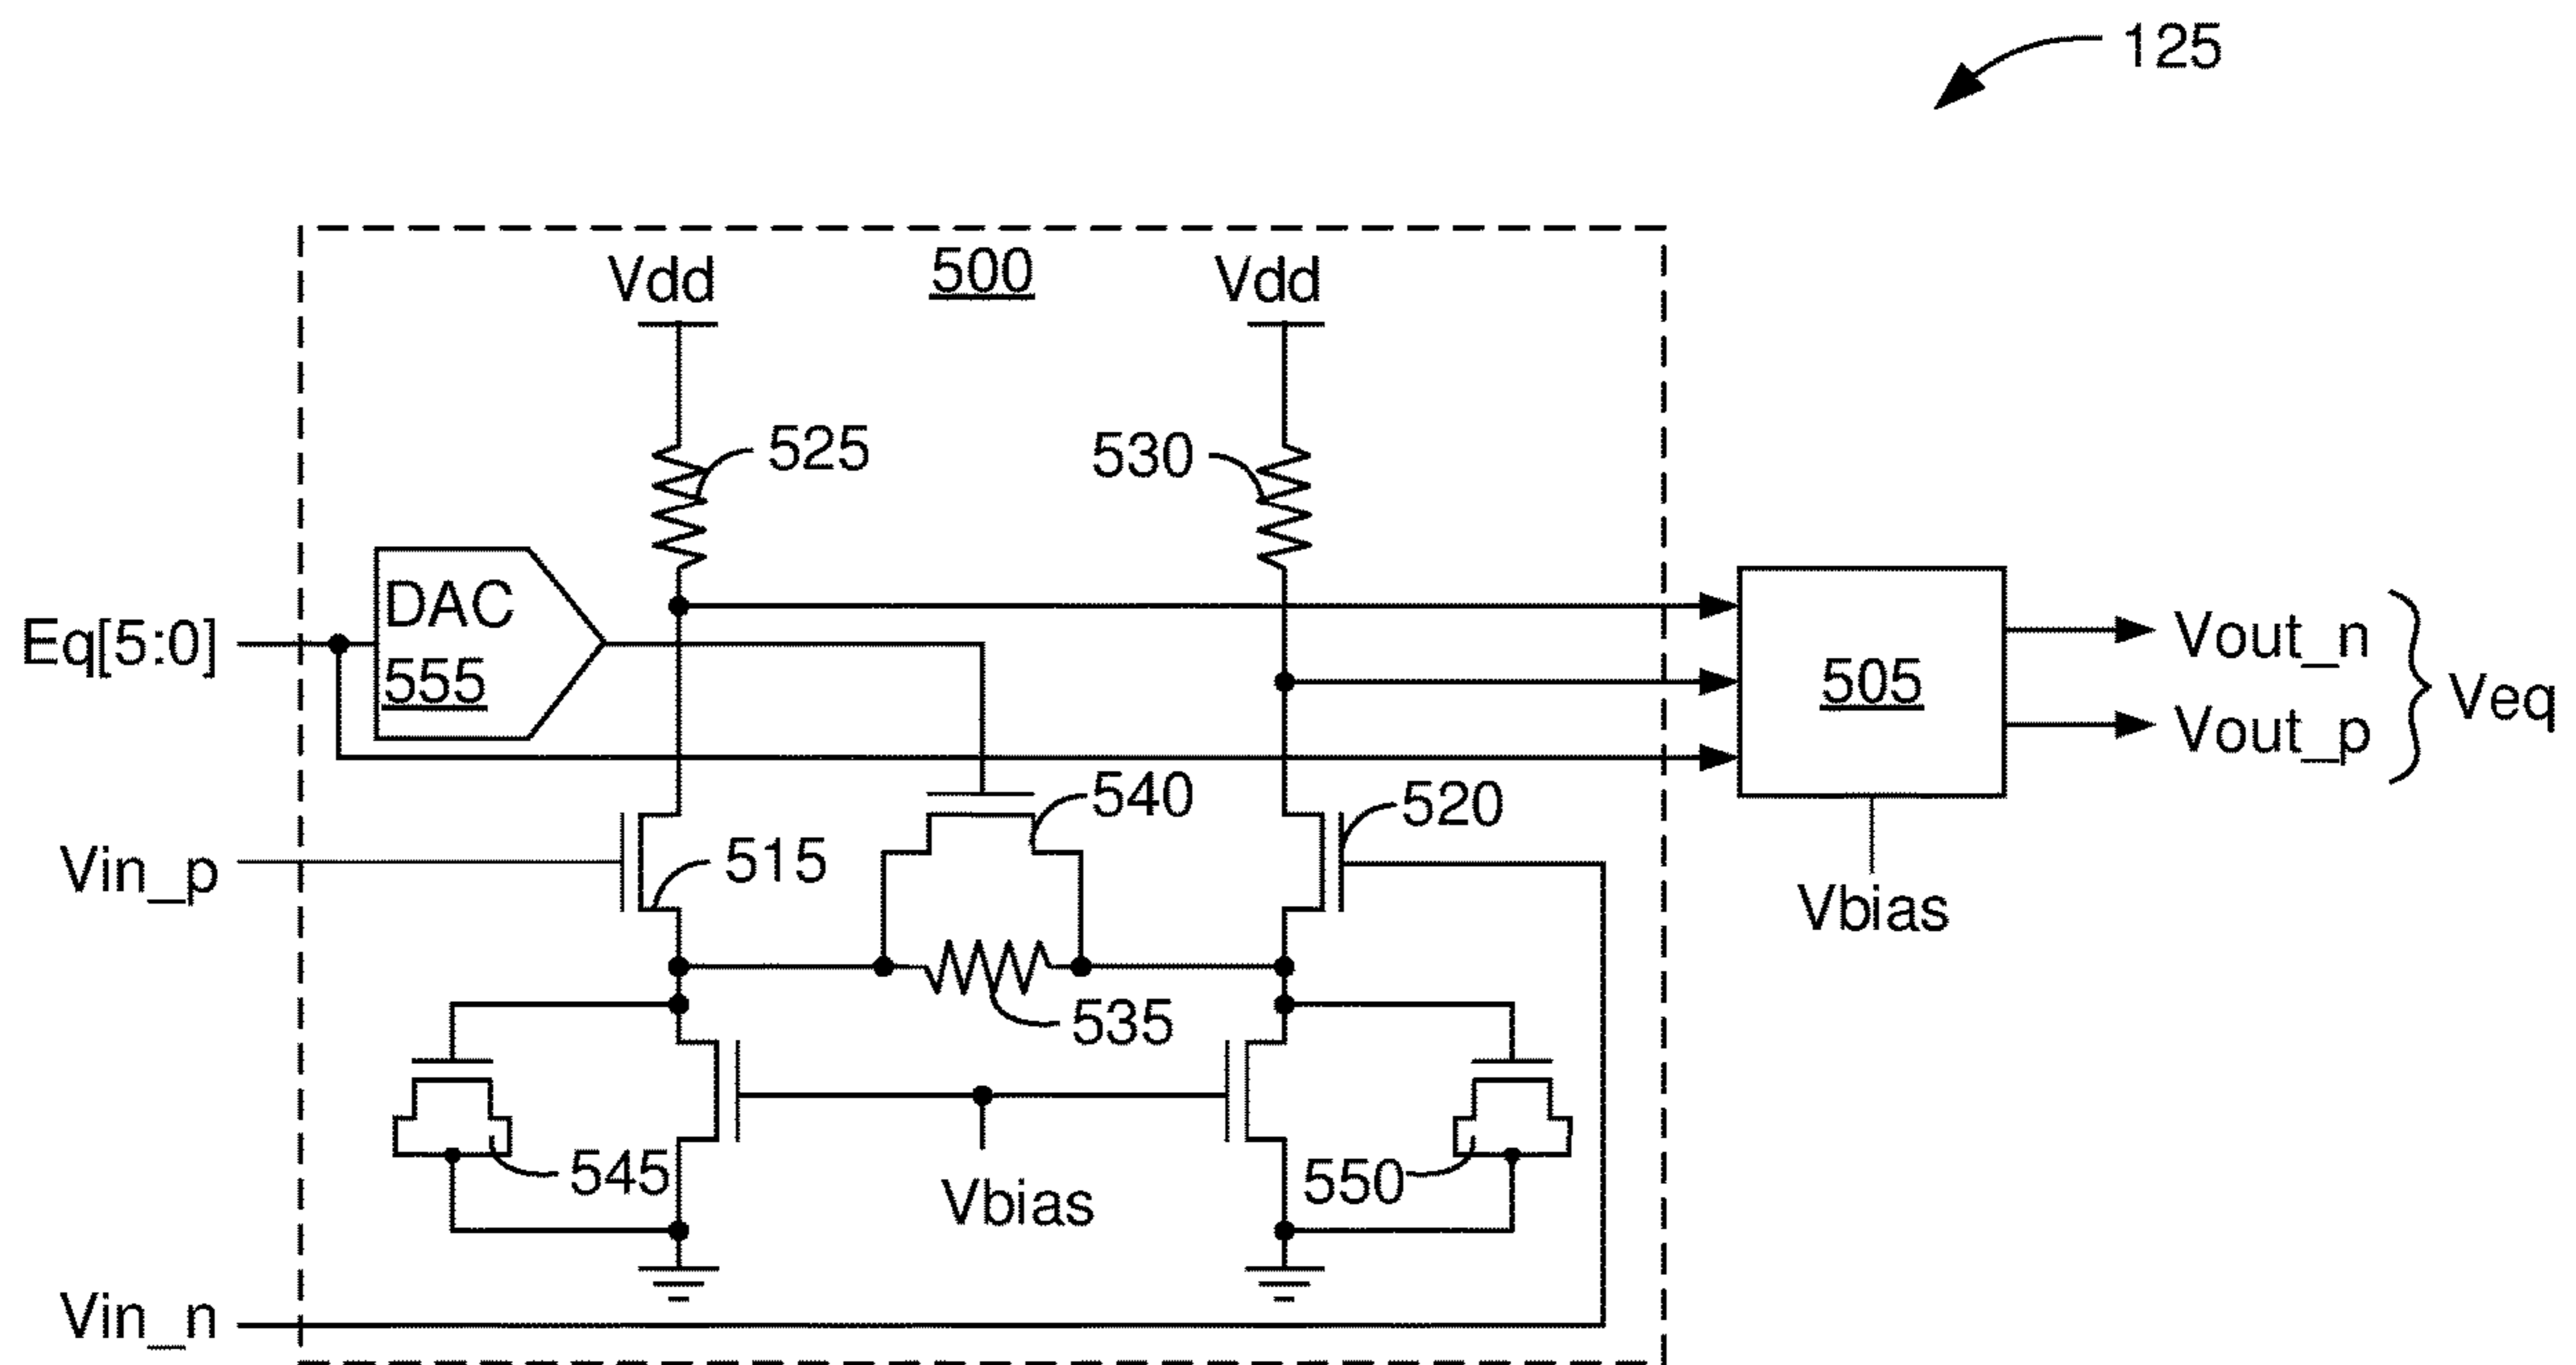 125
Vdd
500
Vdd
525
530
DAC
555
Eq[5:0]
505
Vout_n
Vout_p
Veq
540
520
515
Vin_p
Vbias
535
545
Vbias
550
Vin_n